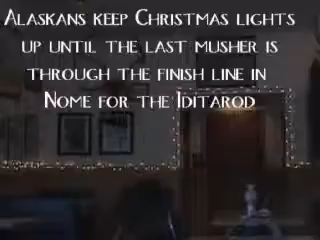 Alaskans keep Christmas lights
up until the last musher is
through the finish line in
Nome for the Iditarod